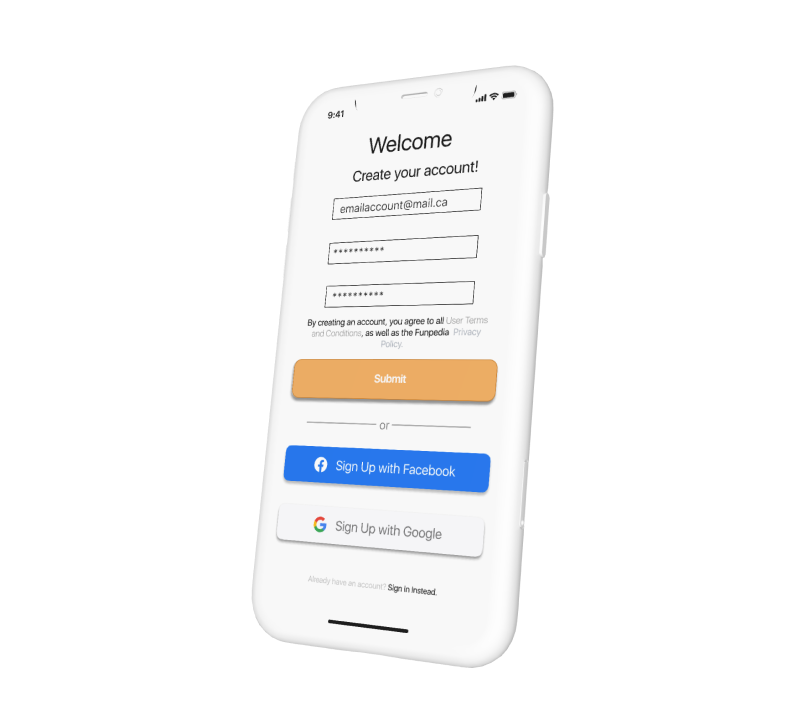 9:41
Welcome
Create your account!
emailaccount@mail.ca
**********
**********
By creating an account, you agree to all User Terms
and Conditions, as well as the Funpedia Privacy
Policy.
Submit
or
Sign Up with Facebook
Sign Up with Google
Already have an account? Sign in Instead.